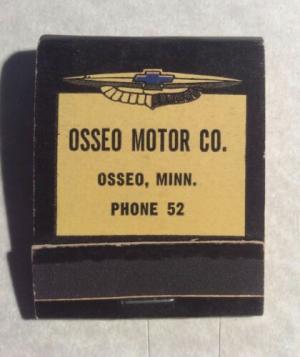 OSSEO MOTOR CO.
OSSEO, MINN.
PHONE 52